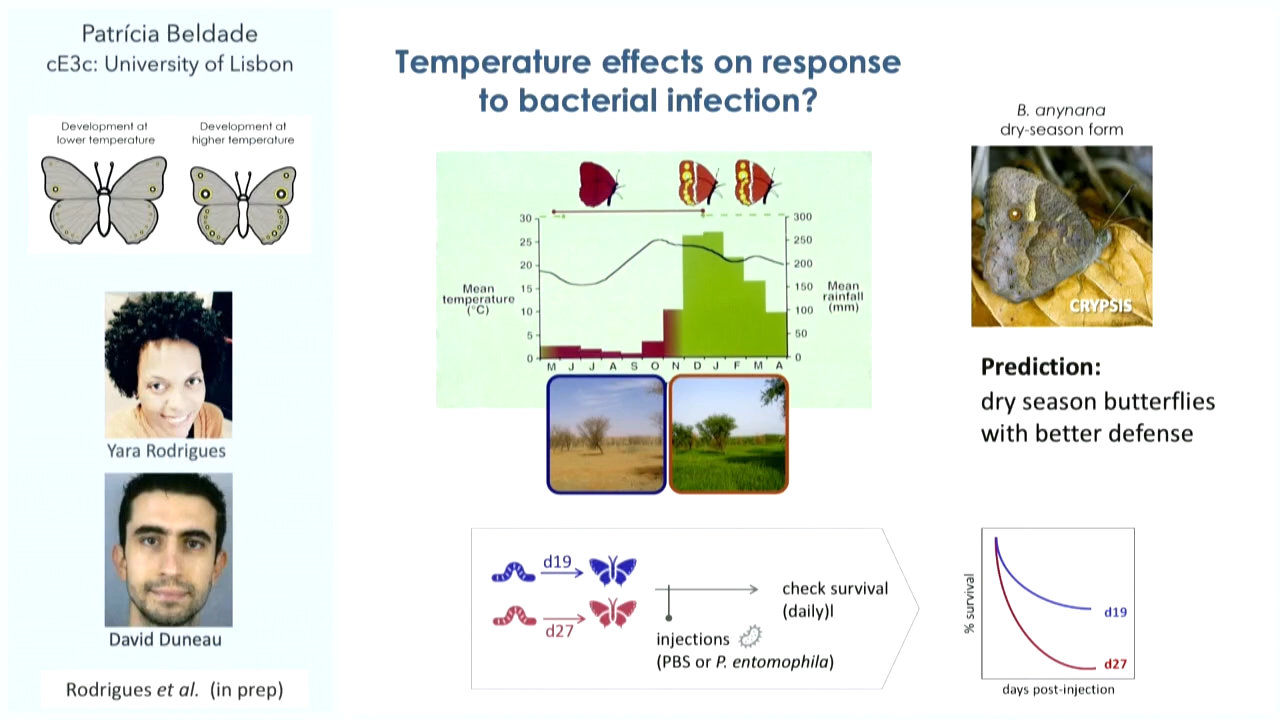 Patrícia Beldade
cE3c: University of Lisbon
Development at
lower temperature
Development at
higher temperature
Yara Rodrigues
David Duneau
Rodrigues et al. (in prep)
Temperature effects on response
to bacterial infection?
30
25
20
15
10
5
0
Mean
temperature
(°C)
300
250
200
150
100
50
0
Mean
rainfall
(mm)
M J J A S O N D J F M A
d19
d27
injections
(PBS or P. entomophila)
check survival
(daily)l
B. anynana
dry-season form
CRYPSIS
Prediction:
dry season butterflies
with better defense
% survival
d19
d27
days post-injection